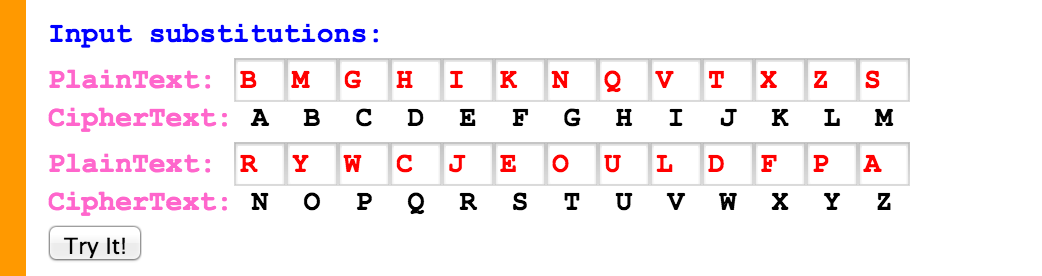 Input substitutions:
PlainText: B M G H I K N Q V T X Z S
CipherText: A B C D E F G H I J K L M
PlainText: R Y W C J E O U L D F P A
CipherText: N O P Q R S T U V W X Y Z
Try It!